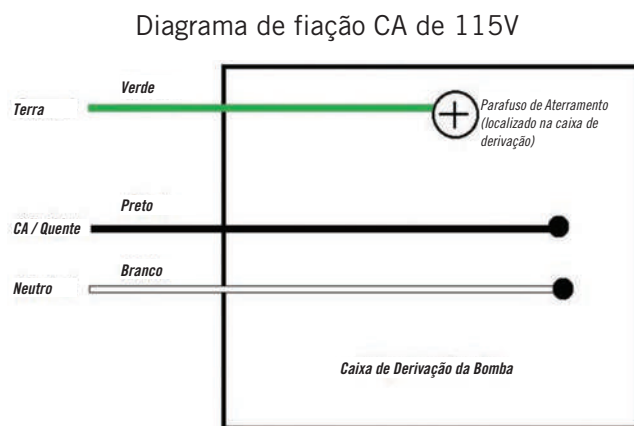 Diagrama de fiação CA de 115V
Verde
Terra
Parafuso de Aterramento
(localizado na caixa de
derivação)
Preto
CA / Quente
Branco
Neutro
Caixa de Derivação da Bomba